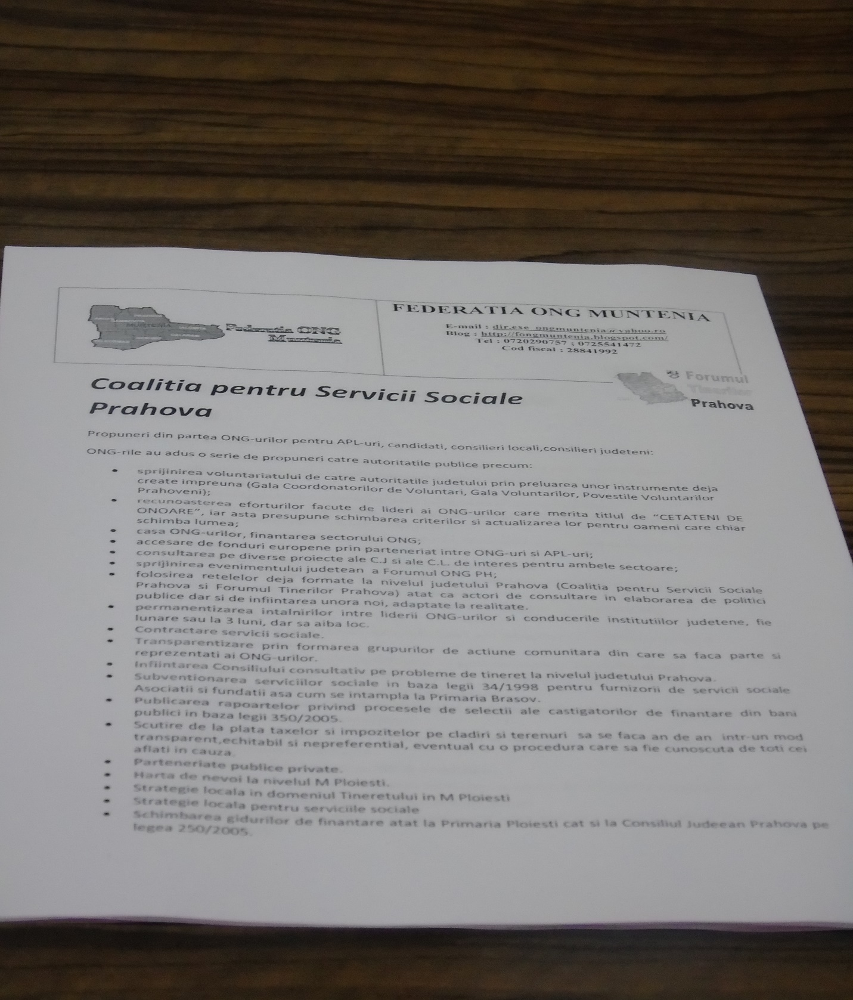 Federatia ONG
Muntenia
FEDERATIA ONG MUNTENIA
E-mail : dir.exe_ongmuntenia@yahoo.ro
Blog : http://fongmuntenia.blogspot.com/
Tel : 0720290757 ; 0725541472
Cod fiscal : 28841992
Forumul
Tinerilor
Prahova
Coalitia pentru Servicii Sociale
Prahova
Propuneri din partea ONG-urilor pentru APL-uri, candidati, consilieri locali,consilieri judeteni:
ONG-rile au adus o serie de propuneri catre autoritatile publice precum:
• sprijinirea voluntariatului de catre autoritatile judetului prin preluarea unor instrumente deja
create impreuna (Gala Coordonatorilor de Voluntari, Gala Voluntarilor, Povestile Voluntarilor
Prahoveni);
• recunoasterea eforturilor facute de lideri ai ONG-urilor care merita titlul de “CETATENI DE
ONOARE”, iar asta presupune schimbarea criterilor si actualizarea lor pentru oameni care chiar
schimba lumea;
• casa ONG-urilor, finantarea sectorului ONG;
• accesare de fonduri europene prin parteneriat intre ONG-uri si APL-uri;
• consultarea pe diverse proiecte ale C.J si ale C.L. de interes pentru ambele sectoare;
• sprijinirea evenimentului judetean a Forumul ONG PH;
• folosirea retelelor deja formate la nivelul judetului Prahova (Coalitia pentru Servicii Sociale
Prahova si Forumul Tinerilor Prahova) atat ca actori de consultare in elaborarea de politici
publice dar si de infiintarea unora noi, adaptate la realitate.
• permanentizarea intalnirilor intre liderii ONG-urilor si conducerile institutiilor judetene, fie
lunare sau la 3 luni, dar sa aiba loc.
• Contractare servicii sociale.
• Transparentizare prin formarea grupurilor de actiune comunitara din care sa faca parte si
reprezentati ai ONG-urilor.
• Infiintarea Consiliului consultativ pe probleme de tineret la nivelul judetului Prahova.
• Subventionarea serviciilor sociale in baza legii 34/1998 pentru furnizorii de servicii sociale
Asociatii si fundatii asa cum se intampla la Primaria Brasov.
• Publicarea rapoartelor privind procesele de selectii ale castigatorilor de finantare din bani
publici in baza legii 350/2005.
• Scutire de la plata taxelor si impozitelor pe cladiri si terenuri sa se faca an de an intr-un mod
transparent,echitabil si nepreferential, eventual cu o procedura care sa fie cunoscuta de toti cei
aflati in cauza.
• Parteneriate publice private.
• Harta de nevoi la nivelul M Ploiesti.
• Strategie locala in domeniul Tineretului in M Ploiesti
• Strategie locala pentru serviciile sociale
• Schimbarea gidurilor de finantare atat la Primaria Ploiesti cat si la Consiliul Judeean Prahova pe
legea 250/2005.